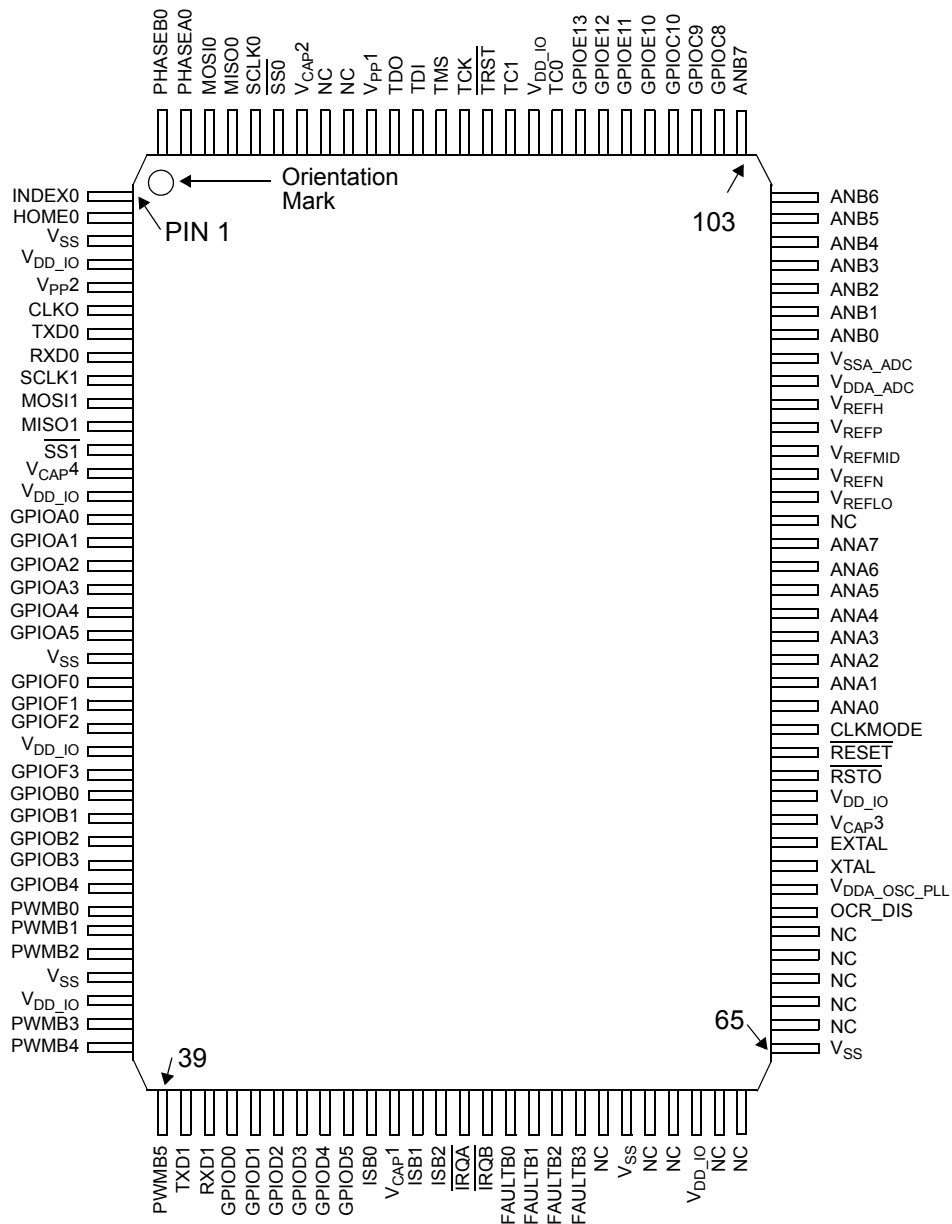 PHASEB0
PHASEA0
MOSI0
MISO0
SCLK0
SS0
VCAP2
NC
NC
VPP1
TDO
TDI
TMS
TCK
TRST
TC1
VDD_IO
TC0
GPIOE13
GPIOE12
GPIOE11
GPIOE10
GPIOC10
GPIOC9
GPIOC8
ANB7
Orientation
Mark
PIN 1
103
INDEX0
HOME0
VSS
VDD_IO
VPP2
CLKO
TXD0
RXD0
SCLK1
MOSI1
MISO1
SS1
VCAP4
VDD_IO
GPIOA0
GPIOA1
GPIOA2
GPIOA3
GPIOA4
GPIOA5
VSS
GPIOF0
GPIOF1
GPIOF2
VDD_IO
GPIOF3
GPIOB0
GPIOB1
GPIOB2
GPIOB3
GPIOB4
PWMB0
PWMB1
PWMB2
VSS
VDD_IO
PWMB3
PWMB4
ANB6
ANB5
ANB4
ANB3
ANB2
ANB1
ANB0
VSSA_ADC
VDDA_ADC
VREFH
VREFP
VREFMID
VREFN
VREFLO
NC
ANA7
ANA6
ANA5
ANA4
ANA3
ANA2
ANA1
ANA0
CLKMODE
RESET
RSTO
VDD_IO
VCAP3
EXTAL
XTAL
VDDA_OSC_PLL
OCR_DIS
NC
NC
NC
NC
NC
VSS
39
65
PWMB5
TXD1
RXD1
GPIOD0
GPIOD1
GPIOD2
GPIOD3
GPIOD4
GPIOD5
ISB0
VCAP1
ISB1
ISB2
IRQA
IRQB
FAULTB0
FAULTB1
FAULTB2
FAULTB3
NC
VSS
NC
NC
VDD_IO
NC
NC